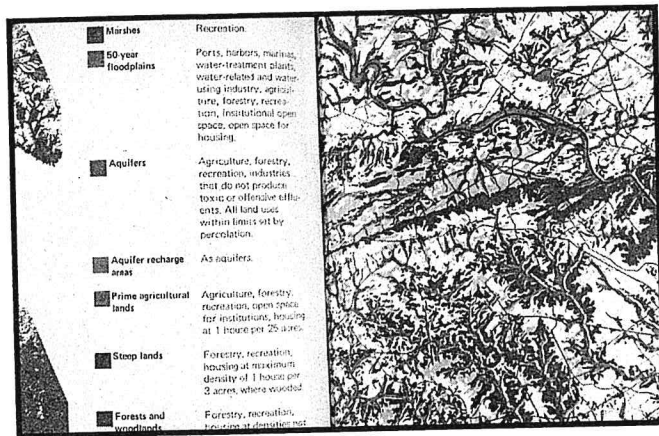 Marshes Recreation.
50-year Ports, harbors, marinas,
floodplains water-treatment plants,
water-related and water-
using industry, agricul-
ture, forestry, recrea-
tion, institutional open
space, open space for
housing.
Aquifers Agriculture, forestry,
recreation, industries
that do not produce
toxic or offensive efflu-
ents. All land uses
within limits set by
percolation.
Aquifer recharge As aquifers.
areas
Prime agricultural Agriculture, forestry,
lands recreation, open space
for institutions, housing
at 1 house per 25 acres.
Steep lands Forestry, recreation,
housing at maximum
density of 1 house per
3 acres, where wooded.
Forests and Forestry, recreation,
woodlands housing at densities not